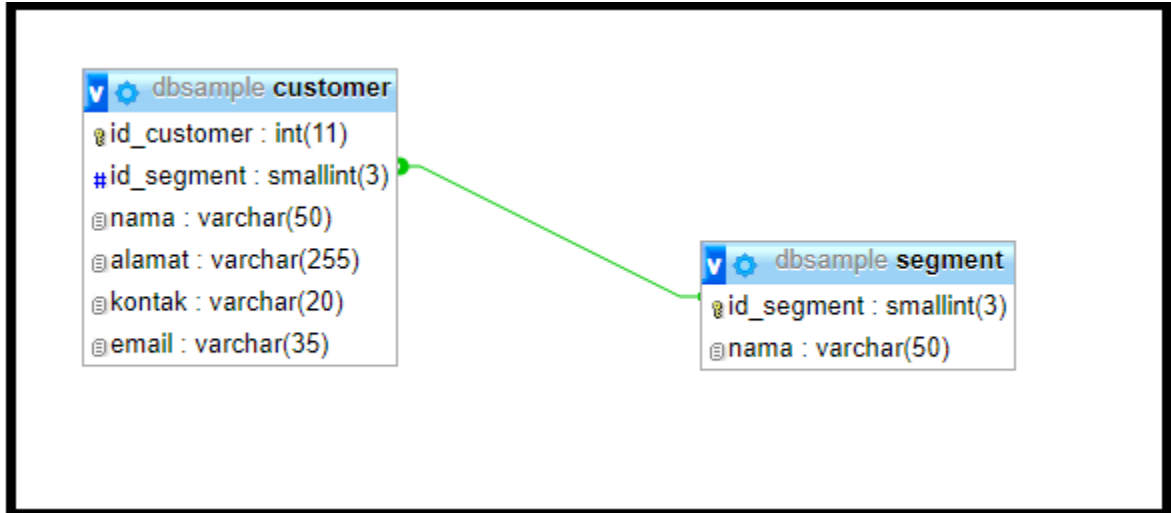 dbsample customer
id_customer : int(11)
#id_segment : smallint(3)
nama : varchar(50)
alamat : varchar(255)
kontak : varchar(20)
email : varchar(35)
v dbsample segment
id_segment : smallint(3)
nama : varchar(50)